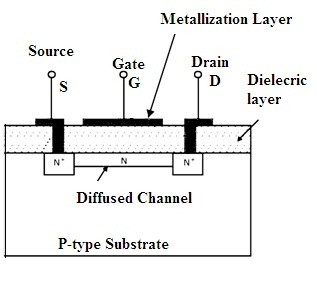 Metallization Layer
Source
Gate
Drain
S
G
D
Dielecric
layer
N+
N
N+
Diffused Channel
P-type Substrate